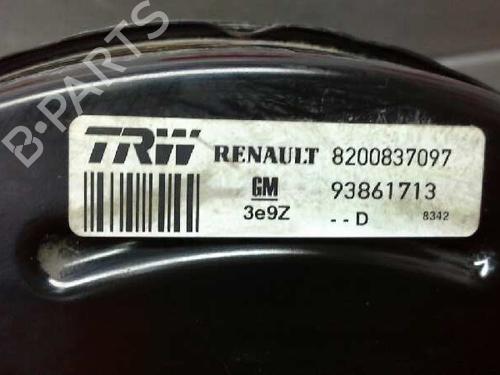 B-PARTS
TRW RENAULT 8200837097
GM 93861713
3e9Z - - D 8342